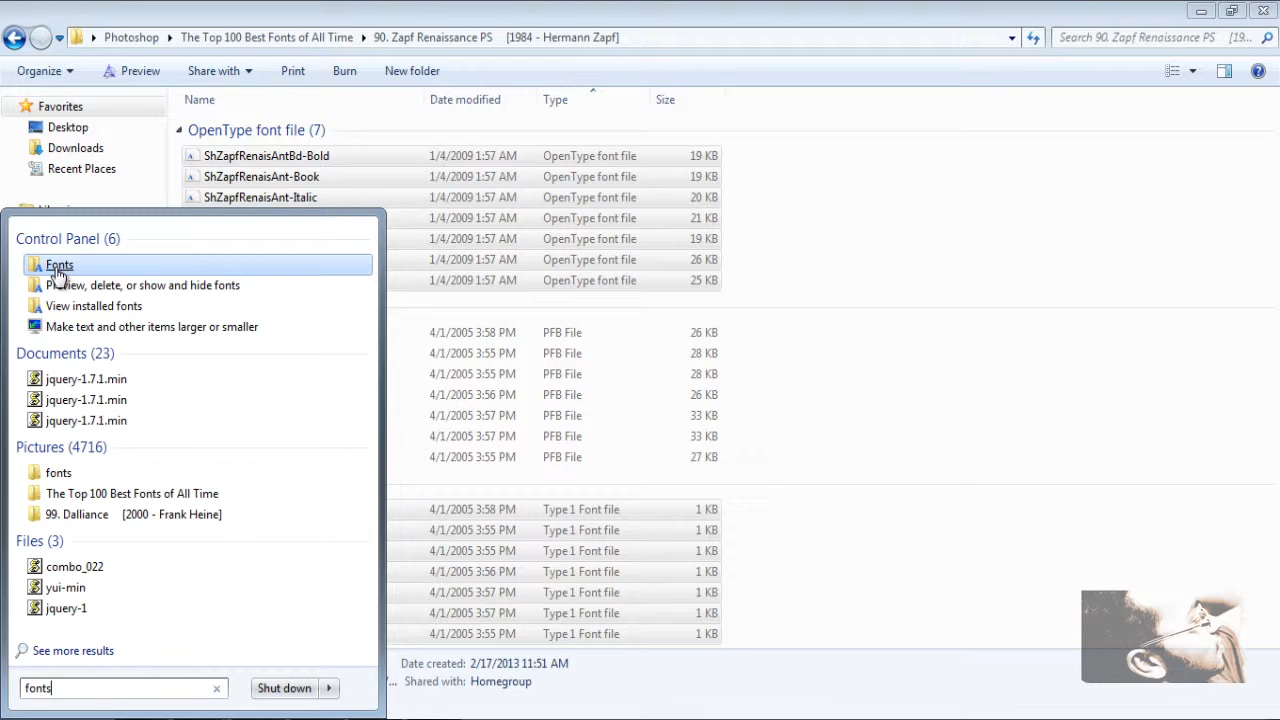 Photoshop ▸ The Top 100 Best Fonts of All Time ▸ 90. Zapf Renaissance PS [1984 - Hermann Zapf]
Search 90. Zapf Renaissance PS [19...
Organize Preview Share with Print Burn New folder
Name Date modified Type Size
Favorites
Desktop
Downloads
Recent Places
OpenType font file (7)
ShZapfRenaisAntBd-Bold 1/4/2009 1:57 AM OpenType font file 19 KB
ShZapfRenaisAnt-Book 1/4/2009 1:57 AM OpenType font file 19 KB
ShZapfRenaisAnt-Italic 1/4/2009 1:57 AM OpenType font file 20 KB
1/4/2009 1:57 AM OpenType font file 21 KB
1/4/2009 1:57 AM OpenType font file 19 KB
1/4/2009 1:57 AM OpenType font file 26 KB
1/4/2009 1:57 AM OpenType font file 25 KB
4/1/2005 3:58 PM PFB File 26 KB
4/1/2005 3:55 PM PFB File 28 KB
4/1/2005 3:55 PM PFB File 28 KB
4/1/2005 3:56 PM PFB File 26 KB
4/1/2005 3:57 PM PFB File 33 KB
4/1/2005 3:57 PM PFB File 33 KB
4/1/2005 3:55 PM PFB File 27 KB
4/1/2005 3:58 PM Type 1 Font file 1 KB
4/1/2005 3:55 PM Type 1 Font file 1 KB
4/1/2005 3:55 PM Type 1 Font file 1 KB
4/1/2005 3:56 PM Type 1 Font file 1 KB
4/1/2005 3:57 PM Type 1 Font file 1 KB
4/1/2005 3:57 PM Type 1 Font file 1 KB
4/1/2005 3:55 PM Type 1 Font file 1 KB
Date created: 2/17/2013 11:51 AM
Shared with: Homegroup
Control Panel (6)
Fonts
Preview, delete, or show and hide fonts
View installed fonts
Make text and other items larger or smaller
Documents (23)
jquery-1.7.1.min
jquery-1.7.1.min
jquery-1.7.1.min
Pictures (4716)
fonts
The Top 100 Best Fonts of All Time
99. Dalliance [2000 - Frank Heine]
Files (3)
combo_022
yui-min
jquery-1
See more results
fonts
Shut down